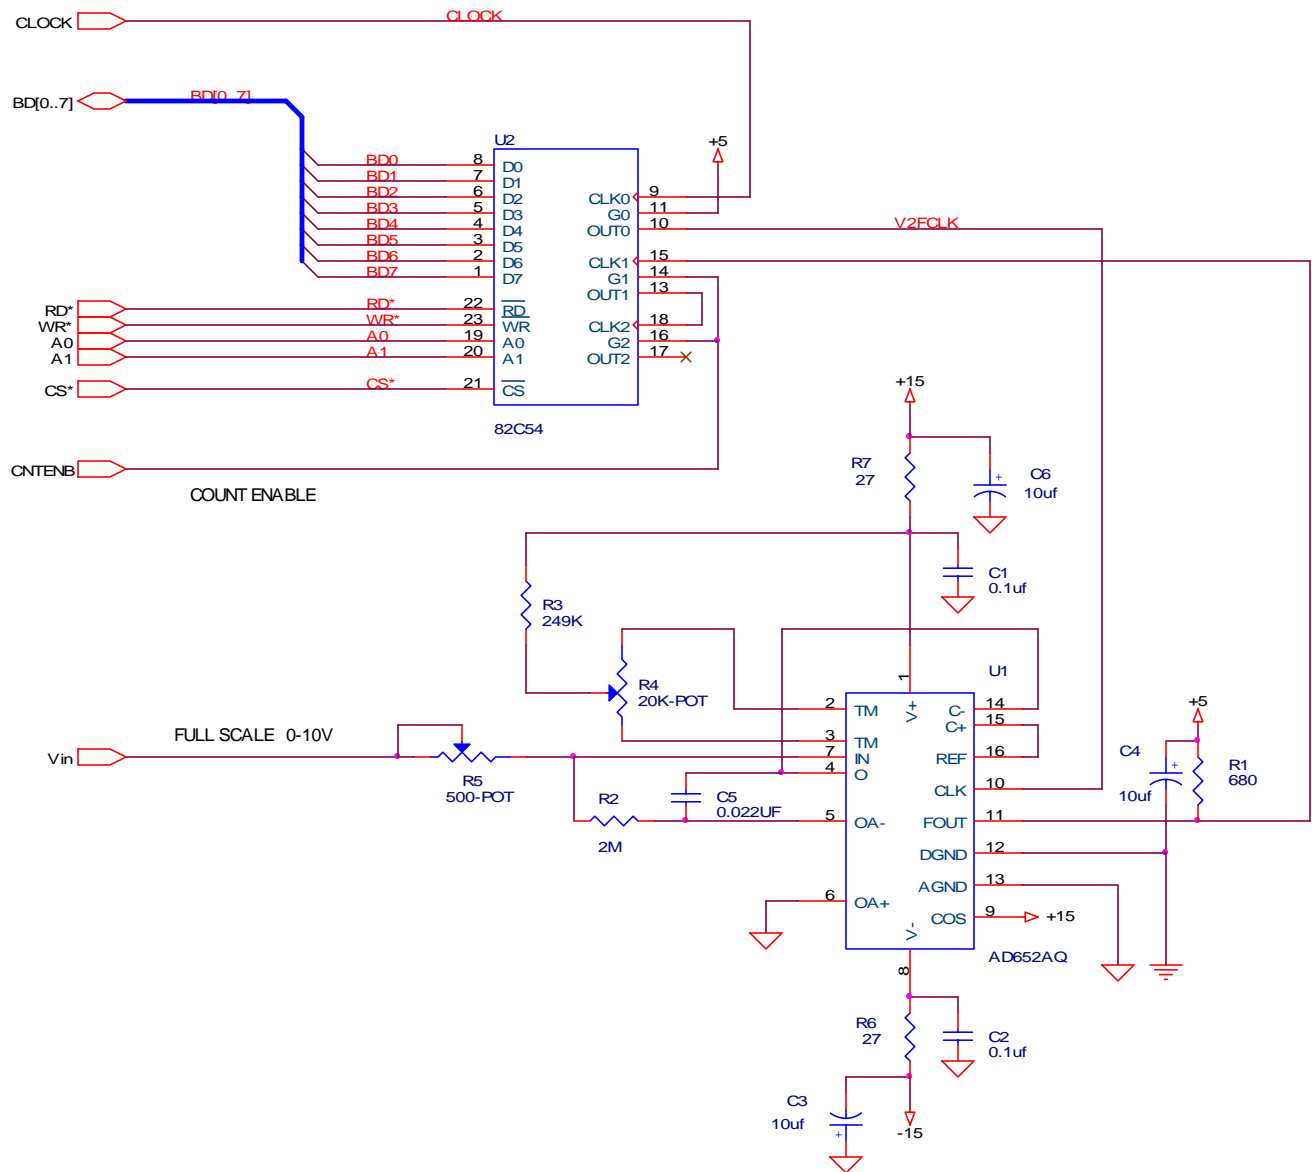 CLOCK
CLOCK
BD[0..7]
BD[0..7]
U2
+5
BD0 8 D0
BD1 7 D1
BD2 6 D2
BD3 5 D3
BD4 4 D4
BD5 3 D5
BD6 2 D6
BD7 1 D7
CLK0 9
G0 11
OUT0 10
V2FCLK
CLK1 15
G1 14
OUT1 13
CLK2 18
G2 16
OUT2 17
RD* RD* 22 RD
WR* WR* 23 WR
A0 A0 19 A0
A1 A1 20 A1
CS* CS* 21 CS
82C54
CNTENB
COUNT ENABLE
+15
R7
27
C6
+
10uf
C1
0.1uf
R3
249K
R4
20K-POT
U1
1
V+
2 TM
3 TM
7 IN
4 O
5 OA-
6 OA+
C- 14
C+ 15
REF 16
CLK 10
FOUT 11
DGND 12
AGND 13
COS 9 +15
V-
8
AD652AQ
+5
C4
+
10uf
R1
680
Vin
FULL SCALE 0-10V
R5
500-POT
R2
2M
C5
0.022UF
R6
27
C2
0.1uf
C3
10uf
+
-15